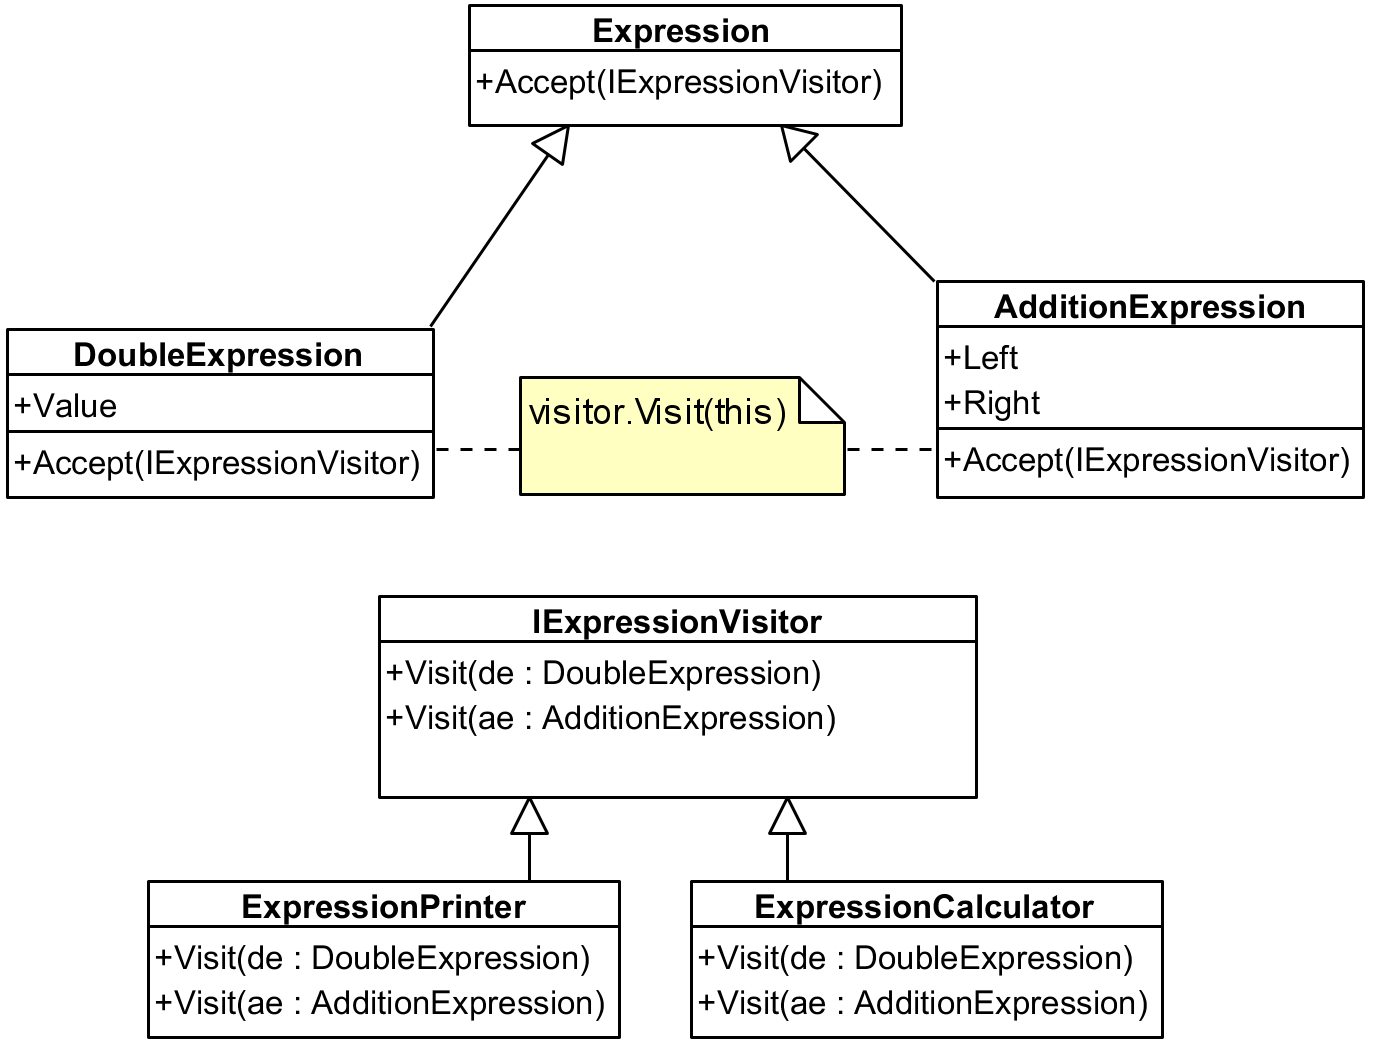 Expression
+Accept(IExpressionVisitor)
DoubleExpression
+Value
+Accept(IExpressionVisitor)
visitor.Visit(this)
AdditionExpression
+Left
+Right
+Accept(IExpressionVisitor)
IExpressionVisitor
+Visit(de : DoubleExpression)
+Visit(ae : AdditionExpression)
ExpressionPrinter
+Visit(de : DoubleExpression)
+Visit(ae : AdditionExpression)
ExpressionCalculator
+Visit(de : DoubleExpression)
+Visit(ae : AdditionExpression)